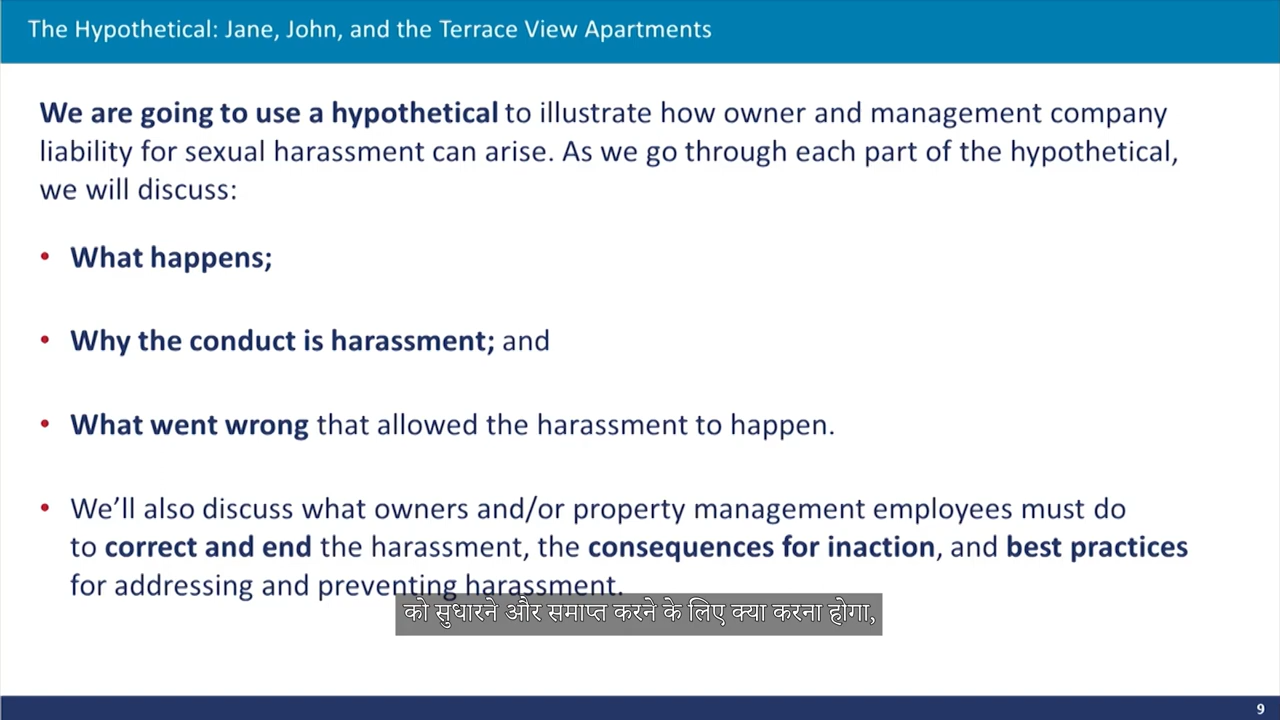 The Hypothetical: Jane, John, and the Terrace View Apartments
We are going to use a hypothetical to illustrate how owner and management company
liability for sexual harassment can arise. As we go through each part of the hypothetical,
we will discuss:
• What happens;
• Why the conduct is harassment; and
• What went wrong that allowed the harassment to happen.
• We’ll also discuss what owners and/or property management employees must do
to correct and end the harassment, the consequences for inaction, and best practices
for addressing and preventing harassment.
को सुधारने और समाप्त करने के लिए क्या करना होगा,
9